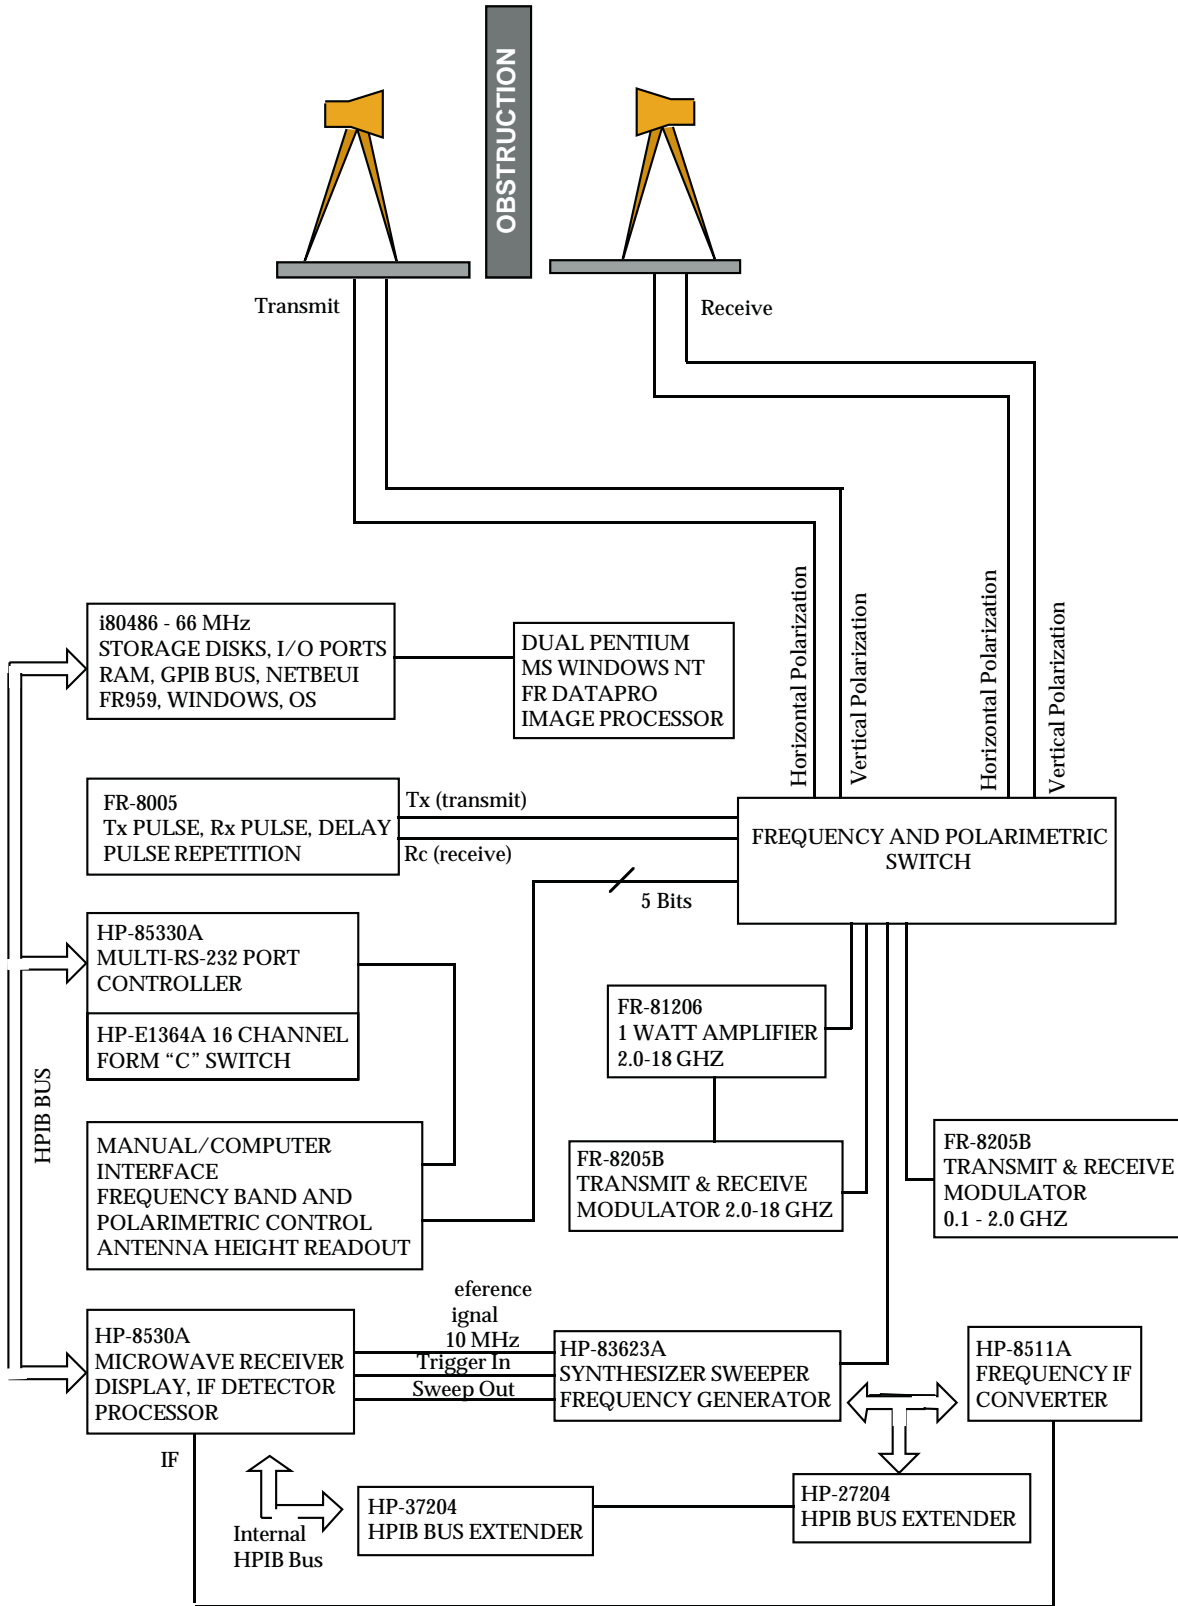 OBSTRUCTION
Transmit
Receive
Horizontal Polarization
Vertical Polarization
Horizontal Polarization
Vertical Polarization
i80486 - 66 MHz
STORAGE DISKS, I/O PORTS
RAM, GPIB BUS, NETBEUI
FR959, WINDOWS, OS
DUAL PENTIUM
MS WINDOWS NT
FR DATAPRO
IMAGE PROCESSOR
FR-8005
Tx PULSE, Rx PULSE, DELAY
PULSE REPETITION
Tx (transmit)
Rc (receive)
5 Bits
FREQUENCY AND POLARIMETRIC
SWITCH
HP-85330A
MULTI-RS-232 PORT
CONTROLLER
HP-E1364A 16 CHANNEL
FORM “C” SWITCH
HPIB BUS
FR-81206
1 WATT AMPLIFIER
2.0-18 GHZ
MANUAL/COMPUTER
INTERFACE
FREQUENCY BAND AND
POLARIMETRIC CONTROL
ANTENNA HEIGHT READOUT
FR-8205B
TRANSMIT & RECEIVE
MODULATOR 2.0-18 GHZ
FR-8205B
TRANSMIT & RECEIVE
MODULATOR
0.1 - 2.0 GHZ
HP-8530A
MICROWAVE RECEIVER
DISPLAY, IF DETECTOR
PROCESSOR
eference
ignal
10 MHz
Trigger In
Sweep Out
HP-83623A
SYNTHESIZER SWEEPER
FREQUENCY GENERATOR
HP-8511A
FREQUENCY IF
CONVERTER
IF
Internal
HPIB Bus
HP-37204
HPIB BUS EXTENDER
HP-27204
HPIB BUS EXTENDER